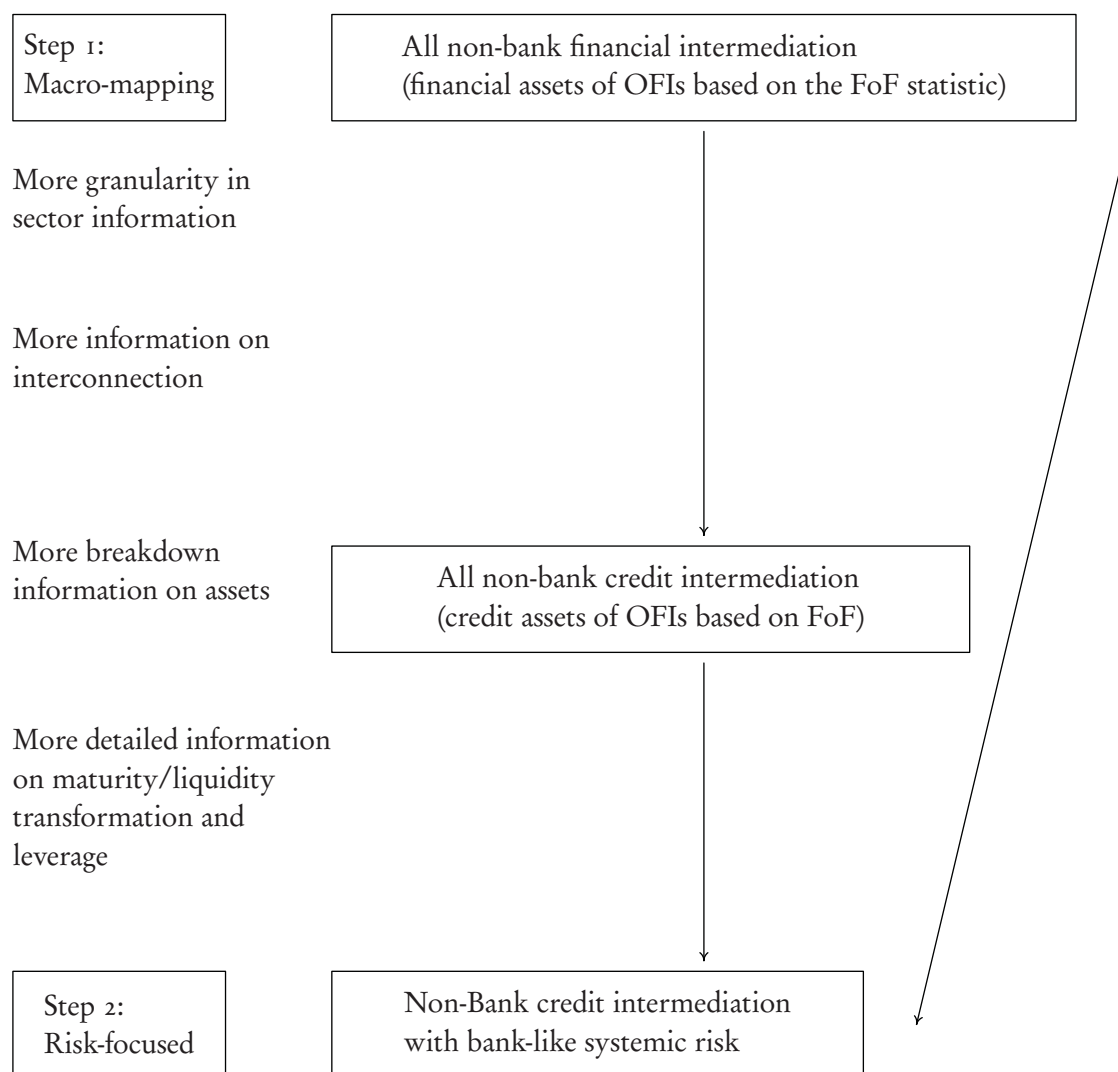 Step 1:
Macro-mapping
All non-bank financial intermediation
(financial assets of OFIs based on the FoF statistic)
More granularity in
sector information
More information on
interconnection
More breakdown
information on assets
All non-bank credit intermediation
(credit assets of OFIs based on FoF)
More detailed information
on maturity/liquidity
transformation and
leverage
Step 2:
Risk-focused
Non-Bank credit intermediation
with bank-like systemic risk